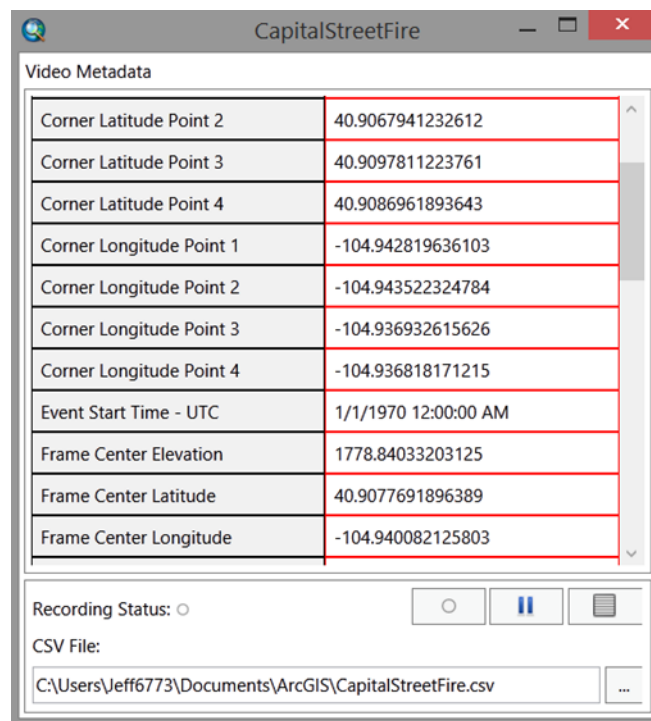 CapitalStreetFire
Video Metadata
Corner Latitude Point 2 40.9067941232612
Corner Latitude Point 3 40.9097811223761
Corner Latitude Point 4 40.9086961893643
Corner Longitude Point 1 -104.942819636103
Corner Longitude Point 2 -104.943522324784
Corner Longitude Point 3 -104.936932615626
Corner Longitude Point 4 -104.936818171215
Event Start Time - UTC 1/1/1970 12:00:00 AM
Frame Center Elevation 1778.84033203125
Frame Center Latitude 40.9077691896389
Frame Center Longitude -104.940082125803
Recording Status:
CSV File:
C:\Users\Jeff6773\Documents\ArcGIS\CapitalStreetFire.csv ...